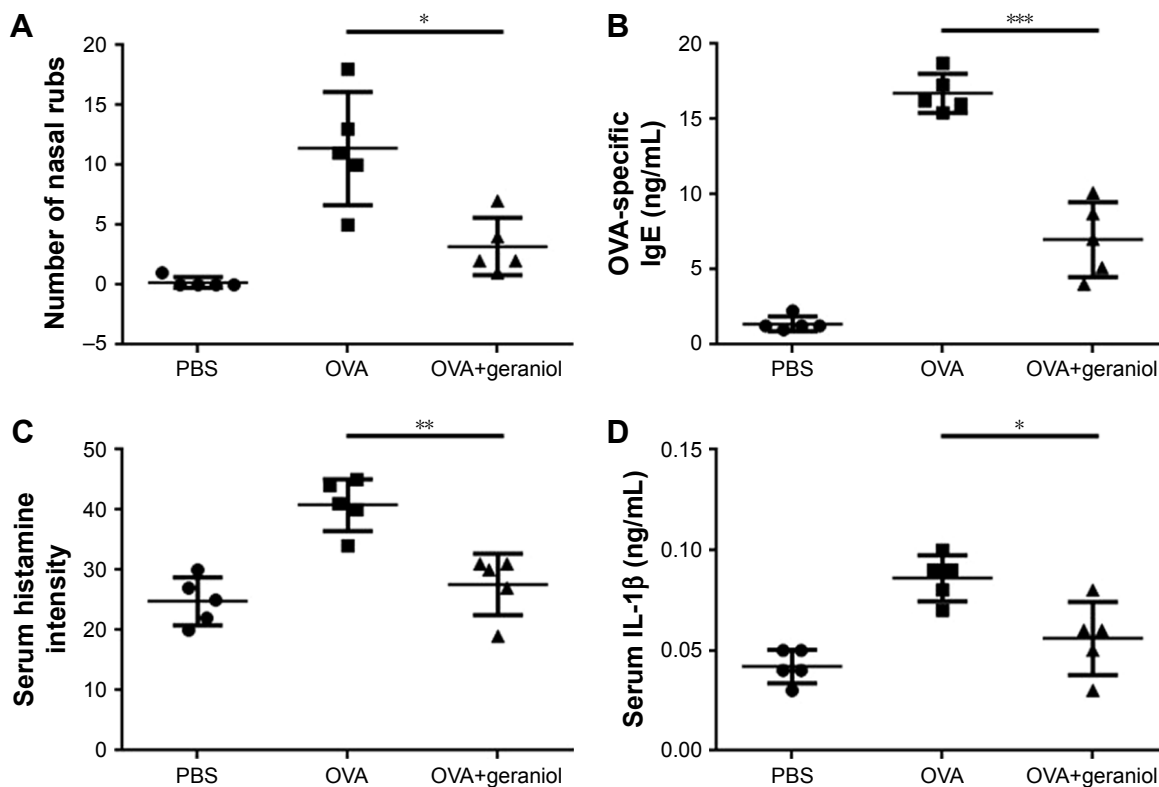 A
*
Number of nasal rubs
20
15
10
5
0
–5
PBS
OVA
OVA+geraniol
B
***
OVA-specific
IgE (ng/mL)
20
15
10
5
0
PBS
OVA
OVA+geraniol
C
**
Serum histamine
intensity
50
40
30
20
10
0
PBS
OVA
OVA+geraniol
D
*
Serum IL-1β (ng/mL)
0.15
0.10
0.05
0.00
PBS
OVA
OVA+geraniol